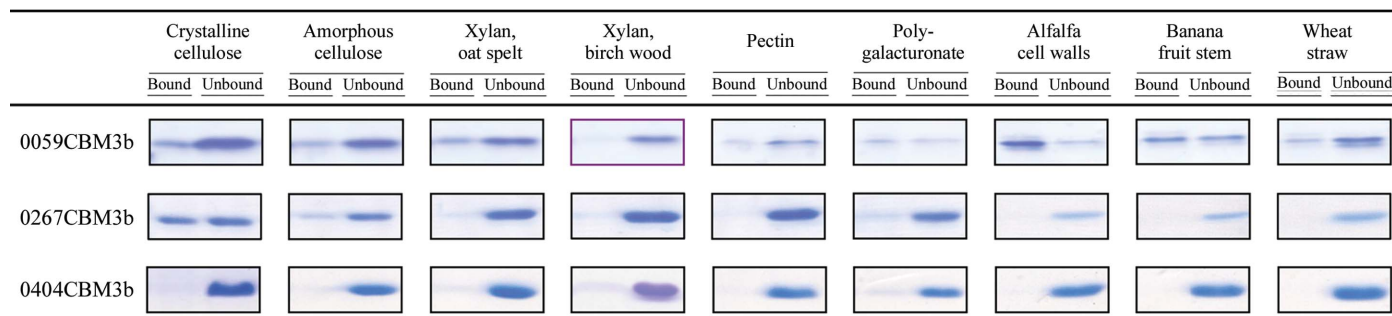 Crystalline
cellulose
Amorphous
cellulose
Xylan,
oat spelt
Xylan,
birch wood
Pectin
Poly-
galacturonate
Alfalfa
cell walls
Banana
fruit stem
Wheat
straw
Bound Unbound Bound Unbound Bound Unbound Bound Unbound Bound Unbound Bound Unbound Bound Unbound Bound Unbound Bound Unbound
0059CBM3b
0267CBM3b
0404CBM3b